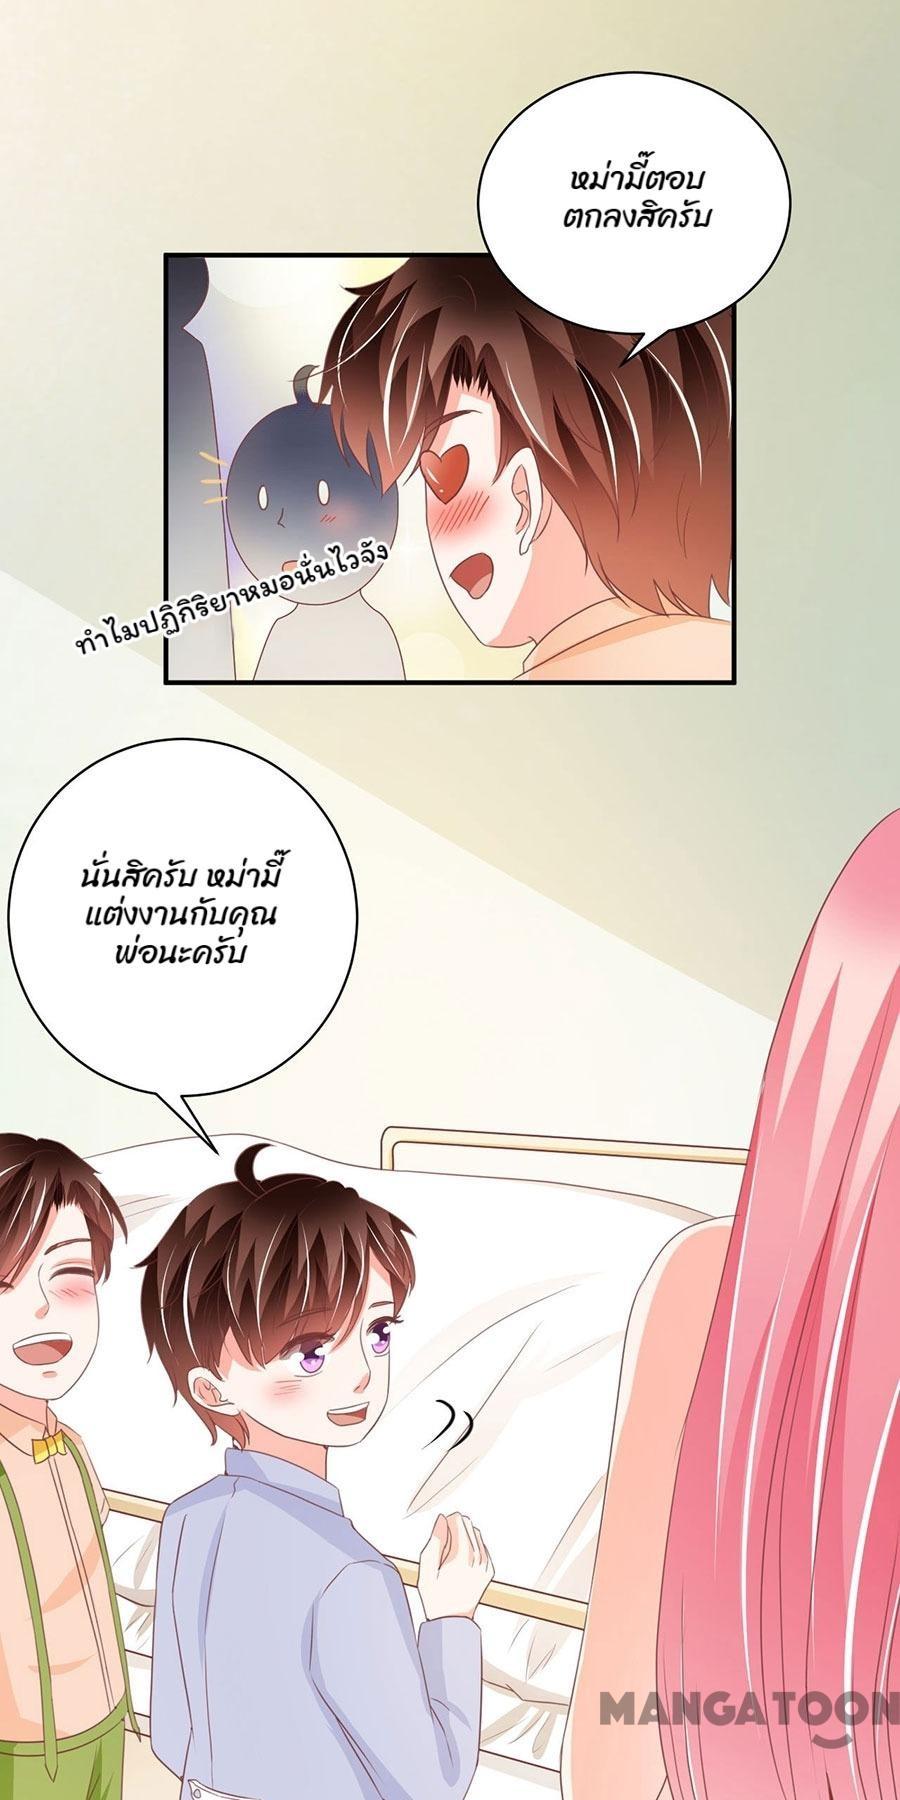 หม่ามี๊ตอบ
ตกลงสิครับ
ทำไมปฏิกิริยาหมอนั่นไวจัง
นั่นสิครับ หม่ามี๊
แต่งงานกับคุณ
พ่อนะครับ
MANGATOON